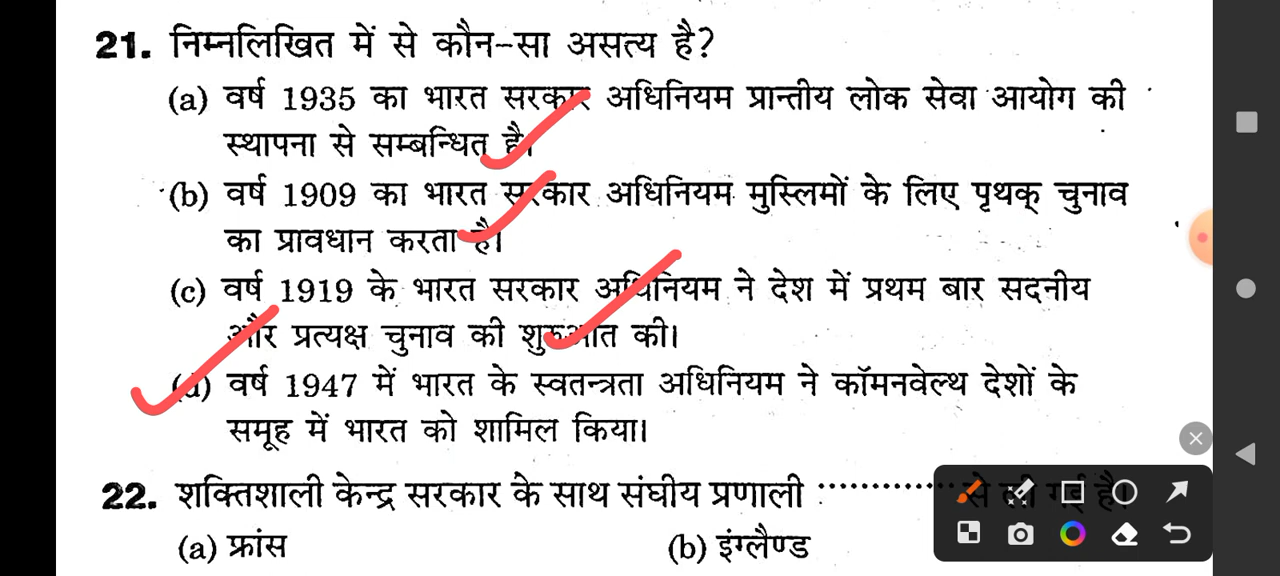 21. निम्नलिखित में से कौन-सा असत्य है?
(a) वर्ष 1935 का भारत सरकार अधिनियम प्रान्तीय लोक सेवा आयोग की
स्थापना से सम्बन्धित है।
(b) वर्ष 1909 का भारत सरकार अधिनियम मुस्लिमों के लिए पृथक् चुनाव
का प्रावधान करता है।
(c) वर्ष 1919 के भारत सरकार अधिनियम ने देश में प्रथम बार सदनीय
और प्रत्यक्ष चुनाव की शुरुआत की।
(d) वर्ष 1947 में भारत के स्वतन्त्रता अधिनियम ने कॉमनवेल्थ देशों के
समूह में भारत को शामिल किया।
22. शक्तिशाली केन्द्र सरकार के साथ संघीय प्रणाली .............. से ली गई है।
(a) फ्रांस (b) इंग्लैण्ड